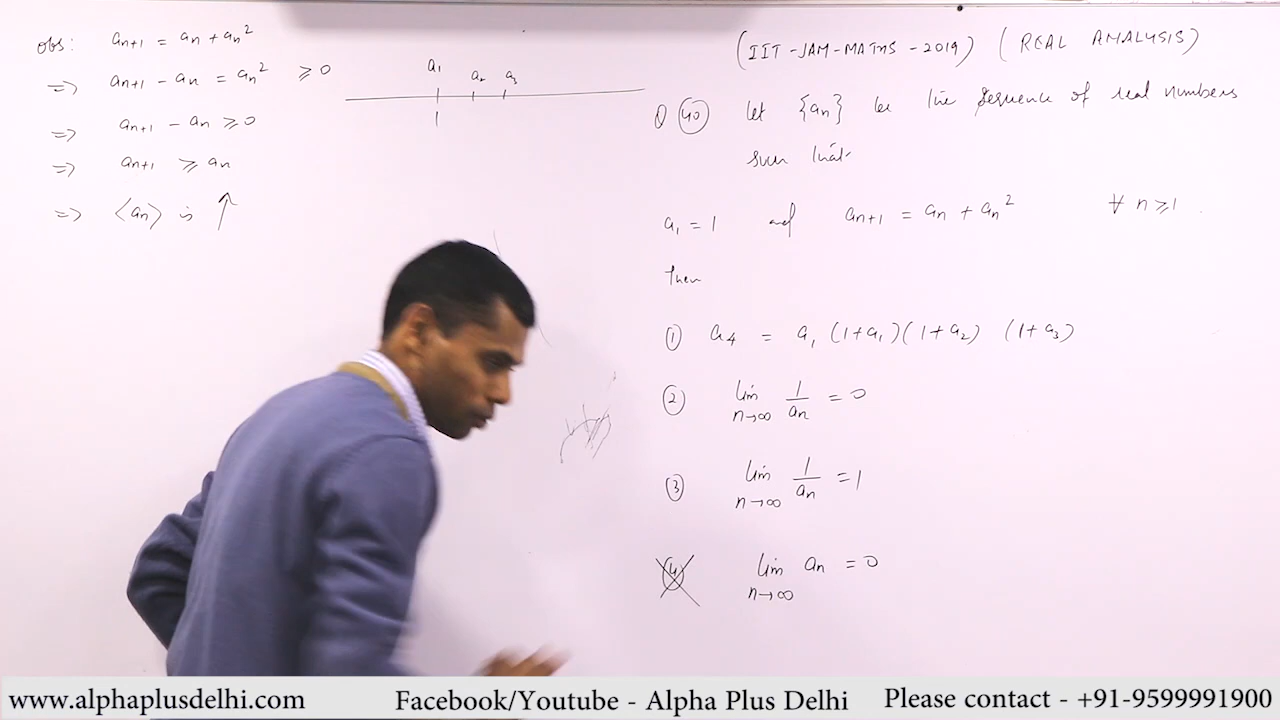 obs: an+1 = an + an²
=> an+1 - an = an² ≥ 0
=> an+1 - an ≥ 0
=> an+1 ≥ an
=> ⟨an⟩ is ↑
a1 a2 a3
1
(IIT-JAM-MATHS-2019) (REAL ANALYSIS)
Q 40 let {an} be the sequence of real numbers
such that
a1 = 1 and an+1 = an + an² ∀ n ≥ 1.
Then
① a4 = a1 (1+a1)(1+a2) (1+a3)
② lim n→∞ 1/an = 0
③ lim n→∞ 1/an = 1
④ lim n→∞ an = 0
www.alphaplusdelhi.com Facebook/Youtube - Alpha Plus Delhi Please contact - +91-9599991900